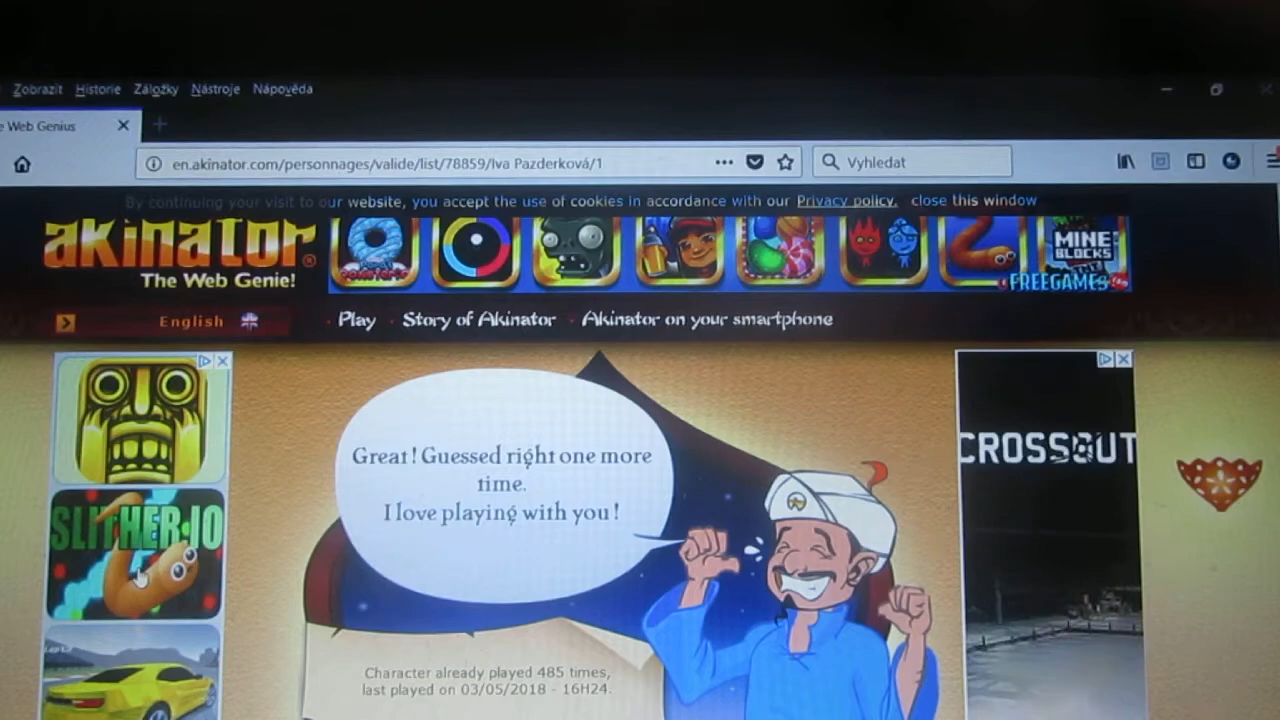 Zobrazit Historie Záložky Nástroje Nápověda
e Web Genius
en.akinator.com/personnages/valide/list/78859/Iva Pazderková/1
Vyhledat
By continuing your visit to our website, you accept the use of cookies in accordance with our Privacy policy. close this window
akinator®
The Web Genie!
MINE
BLOCKS
FREEGAMES
English
Play Story of Akinator Akinator on your smartphone
CROSSOUT
Great! Guessed right one more
time.
I love playing with you!
SLITHER.IO
Character already played 485 times,
last played on 03/05/2018 - 16H24.